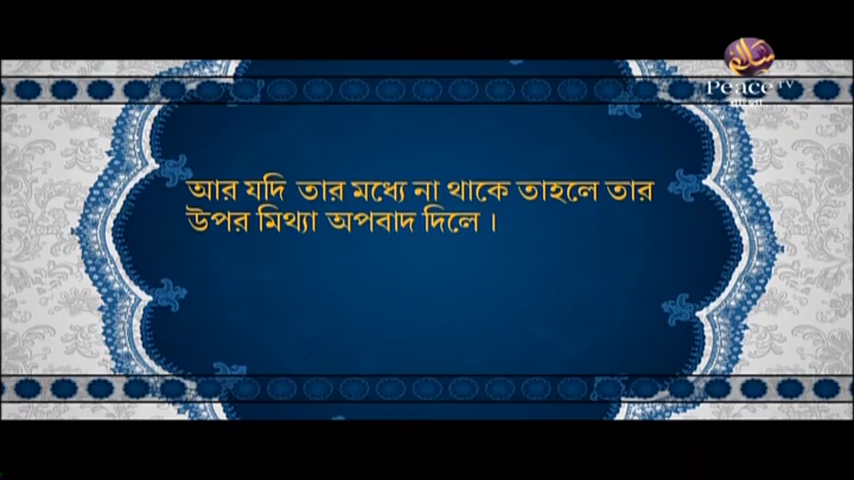 Peace TV
বাংলা
আর যদি তার মধ্যে না থাকে তাহলে তার
উপর মিথ্যা অপবাদ দিলে।